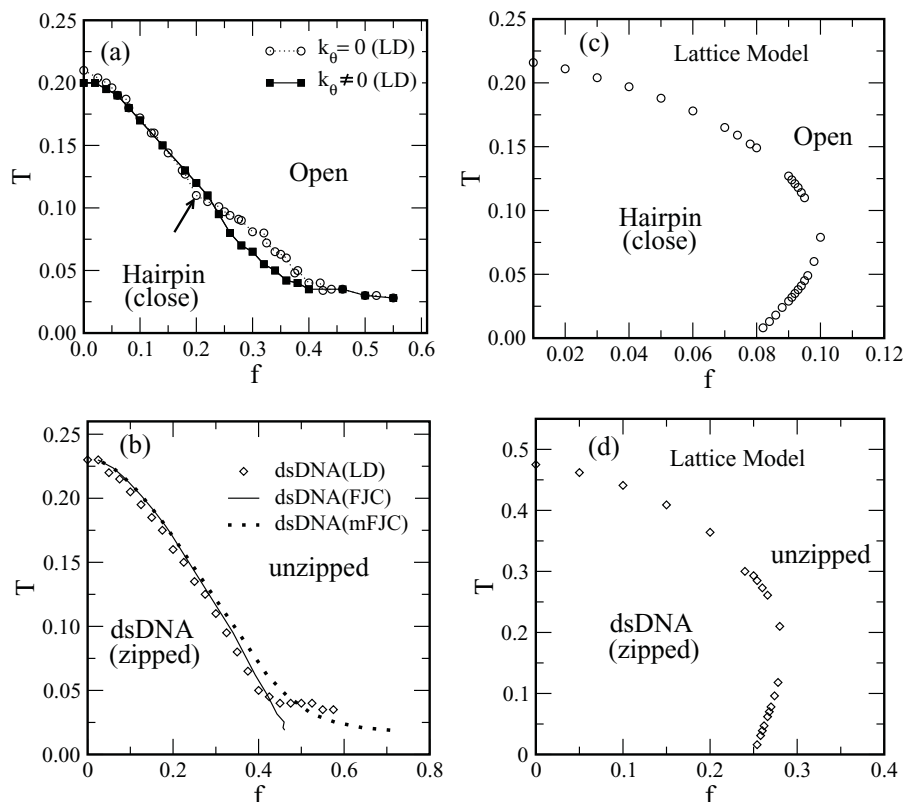 (a)
k_θ = 0 (LD)
k_θ ≠ 0 (LD)
Open
Hairpin
(close)
T
0.25
0.20
0.15
0.10
0.05
0.00
0.0 0.1 0.2 0.3 0.4 0.5 0.6
f
(c)
Lattice Model
Open
Hairpin
(close)
T
0.25
0.20
0.15
0.10
0.05
0.00
0.02 0.04 0.06 0.08 0.10 0.12
f
(b)
dsDNA(LD)
dsDNA(FJC)
dsDNA(mFJC)
unzipped
dsDNA
(zipped)
T
0.25
0.20
0.15
0.10
0.05
0.00
0.0 0.2 0.4 0.6 0.8
f
(d)
Lattice Model
unzipped
dsDNA
(zipped)
T
0.5
0.4
0.3
0.2
0.1
0
0 0.1 0.2 0.3 0.4
f